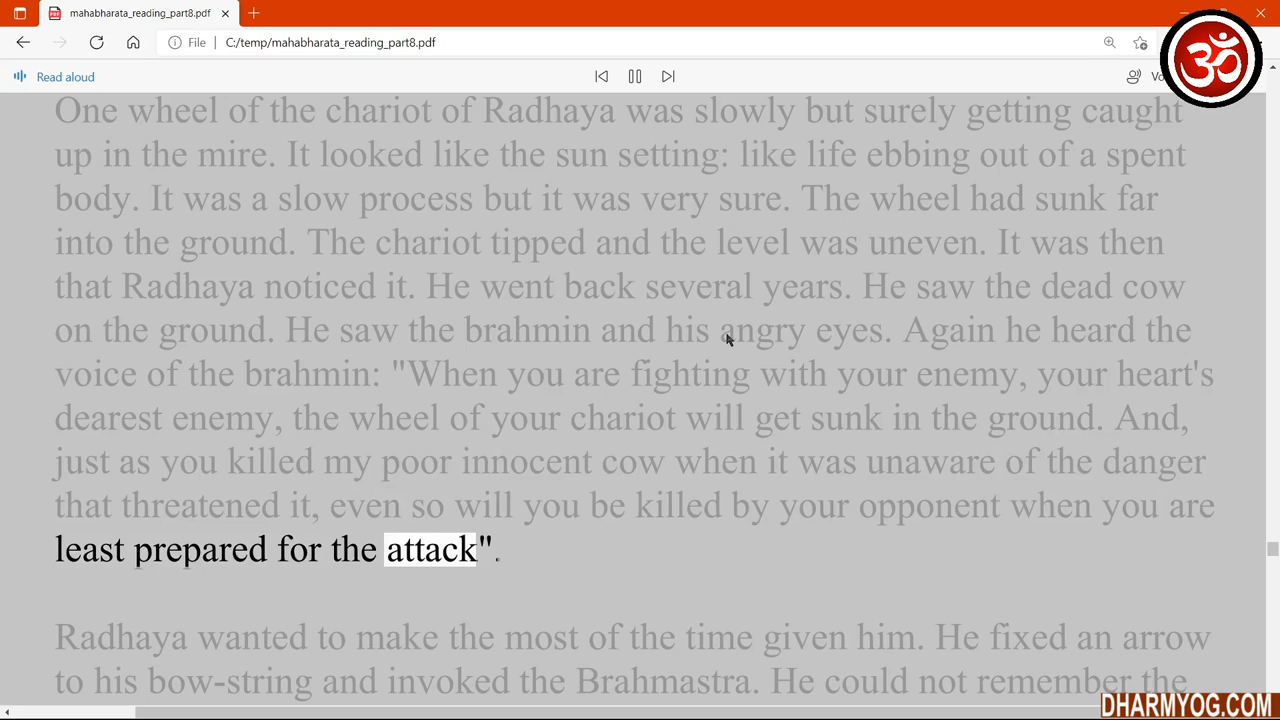 mahabharata_reading_part8.pdf
File C:/temp/mahabharata_reading_part8.pdf
Read aloud
One wheel of the chariot of Radhaya was slowly but surely getting caught
up in the mire. It looked like the sun setting: like life ebbing out of a spent
body. It was a slow process but it was very sure. The wheel had sunk far
into the ground. The chariot tipped and the level was uneven. It was then
that Radhaya noticed it. He went back several years. He saw the dead cow
on the ground. He saw the brahmin and his angry eyes. Again he heard the
voice of the brahmin: "When you are fighting with your enemy, your heart's
dearest enemy, the wheel of your chariot will get sunk in the ground. And,
just as you killed my poor innocent cow when it was unaware of the danger
that threatened it, even so will you be killed by your opponent when you are
least prepared for the attack".
Radhaya wanted to make the most of the time given him. He fixed an arrow
to his bow-string and invoked the Brahmastra. He could not remember the
ॐ
DHARMYOG.COM